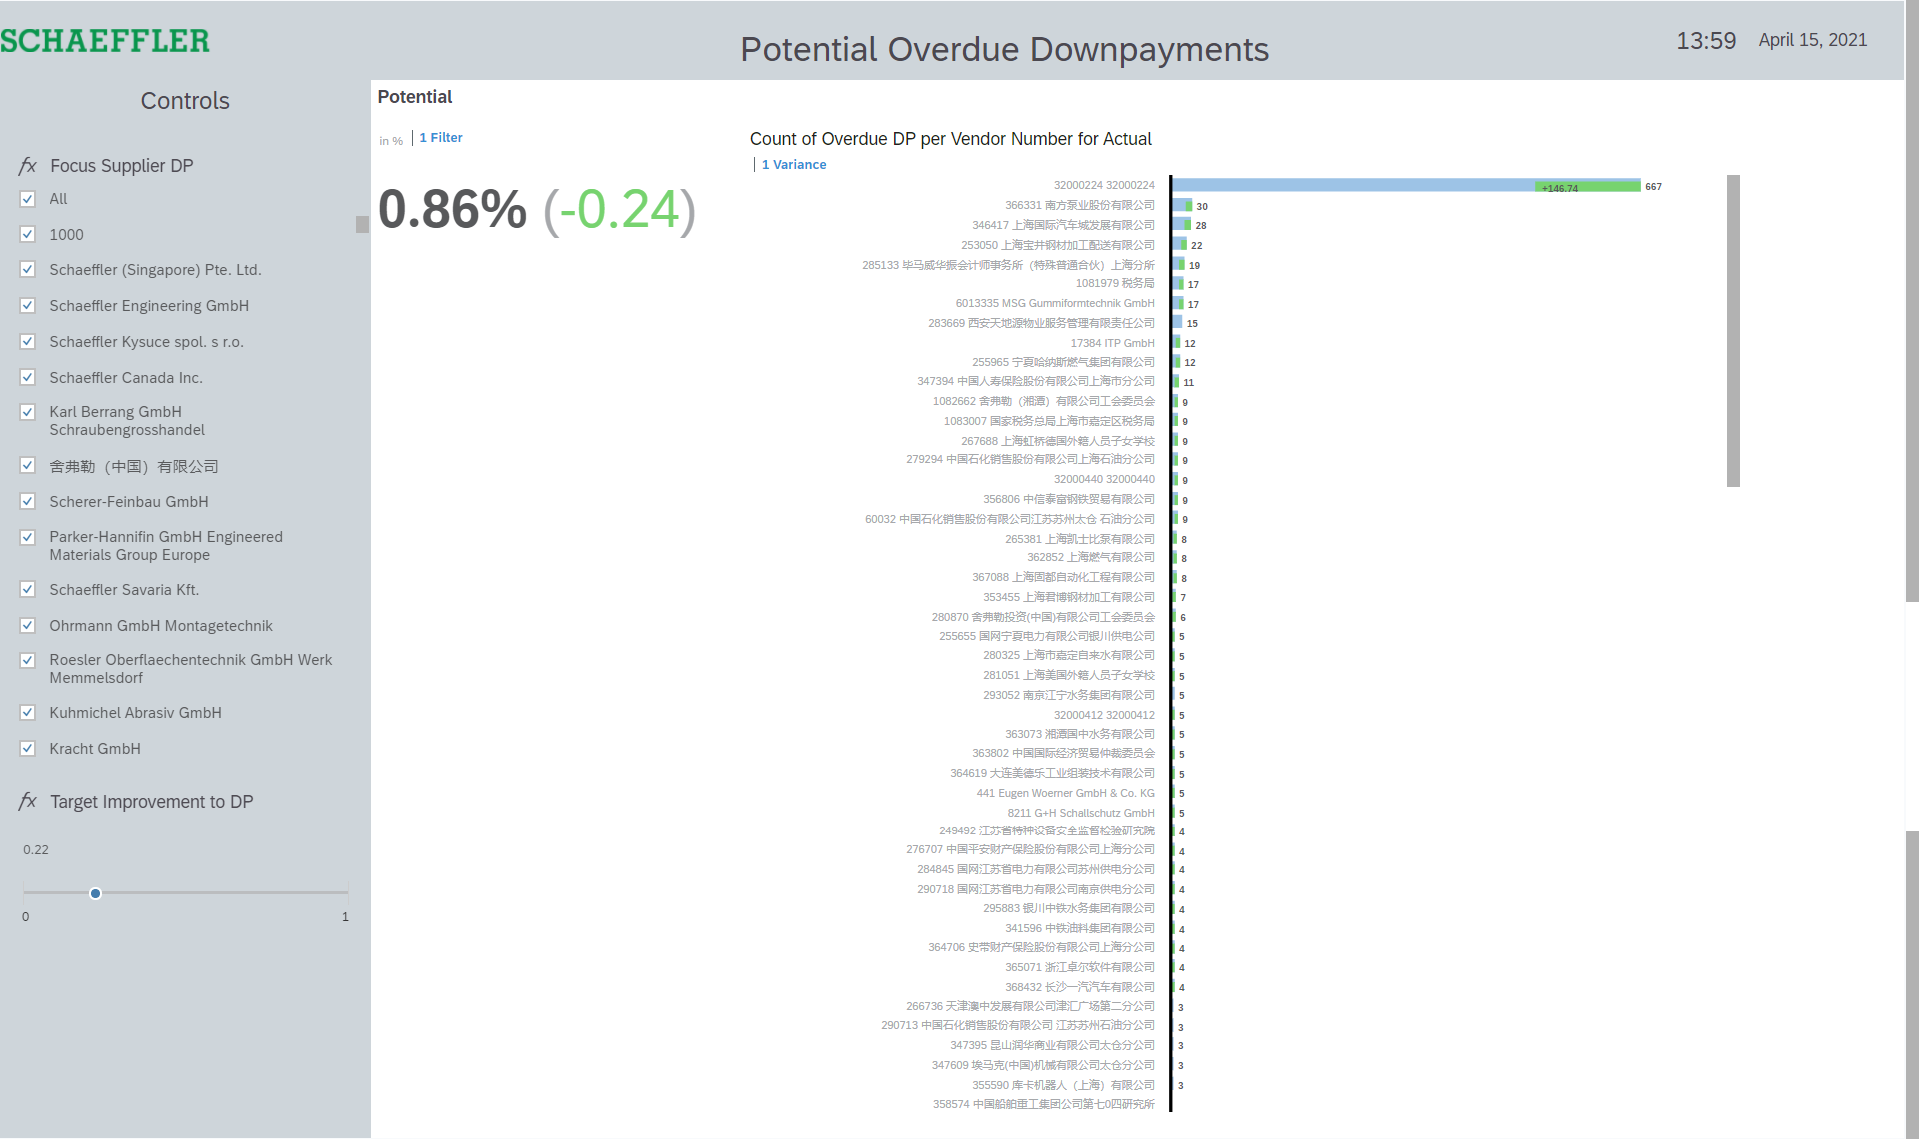 SCHAEFFLER
Potential Overdue Downpayments
13:59 April 15, 2021
Controls
fx Focus Supplier DP
All
1000
Schaeffler (Singapore) Pte. Ltd.
Schaeffler Engineering GmbH
Schaeffler Kysuce spol. s r.o.
Schaeffler Canada Inc.
Karl Berrang GmbH
Schraubengrosshandel
舍弗勒（中国）有限公司
Scherer-Feinbau GmbH
Parker-Hannifin GmbH Engineered
Materials Group Europe
Schaeffler Savaria Kft.
Ohrmann GmbH Montagetechnik
Roesler Oberflaechentechnik GmbH Werk
Memmelsdorf
Kuhmichel Abrasiv GmbH
Kracht GmbH
fx Target Improvement to DP
0.22
0 1
Potential
in % | 1 Filter
0.86% (-0.24)
Count of Overdue DP per Vendor Number for Actual
| 1 Variance
32000224 32000224 +146.74 667
366331 南方泵业股份有限公司 30
346417 上海国际汽车城发展有限公司 28
253050 上海宝井钢材加工配送有限公司 22
285133 毕马威华振会计师事务所（特殊普通合伙）上海分所 19
1081979 税务局 17
6013335 MSG Gummiformtechnik GmbH 17
283669 西安天地源物业服务管理有限责任公司 15
17384 ITP GmbH 12
255965 宁夏哈纳斯燃气集团有限公司 12
347394 中国人寿保险股份有限公司上海市分公司 11
1082662 舍弗勒（湘潭）有限公司工会委员会 9
1083007 国家税务总局上海市嘉定区税务局 9
267688 上海虹桥德国外籍人员子女学校 9
279294 中国石化销售股份有限公司上海石油分公司 9
32000440 32000440 9
356806 中信泰富钢铁贸易有限公司 9
60032 中国石化销售股份有限公司江苏苏州太仓 石油分公司 9
265381 上海凯士比泵有限公司 8
362852 上海燃气有限公司 8
367088 上海固都自动化工程有限公司 8
353455 上海君博钢材加工有限公司 7
280870 舍弗勒投资(中国)有限公司工会委员会 6
255655 国网宁夏电力有限公司银川供电公司 5
280325 上海市嘉定自来水有限公司 5
281051 上海美国外籍人员子女学校 5
293052 南京江宁水务集团有限公司 5
32000412 32000412 5
363073 湘潭国中水务有限公司 5
363802 中国国际经济贸易仲裁委员会 5
364619 大连美德乐工业组装技术有限公司 5
441 Eugen Woerner GmbH & Co. KG 5
8211 G+H Schallschutz GmbH 5
249492 江苏省特种设备安全监督检验研究院 4
276707 中国平安财产保险股份有限公司上海分公司 4
284845 国网江苏省电力有限公司苏州供电分公司 4
290718 国网江苏省电力有限公司南京供电分公司 4
295883 银川中铁水务集团有限公司 4
341596 中铁油料集团有限公司 4
364706 史带财产保险股份有限公司上海分公司 4
365071 浙江卓尔软件有限公司 4
368432 长沙一汽汽车有限公司 4
266736 天津澳中发展有限公司津汇广场第二分公司 3
290713 中国石化销售股份有限公司 江苏苏州石油分公司 3
347395 昆山润华商业有限公司太仓分公司 3
347609 埃马克(中国)机械有限公司太仓分公司 3
355590 库卡机器人（上海）有限公司 3
358574 中国船舶重工集团公司第七0四研究所